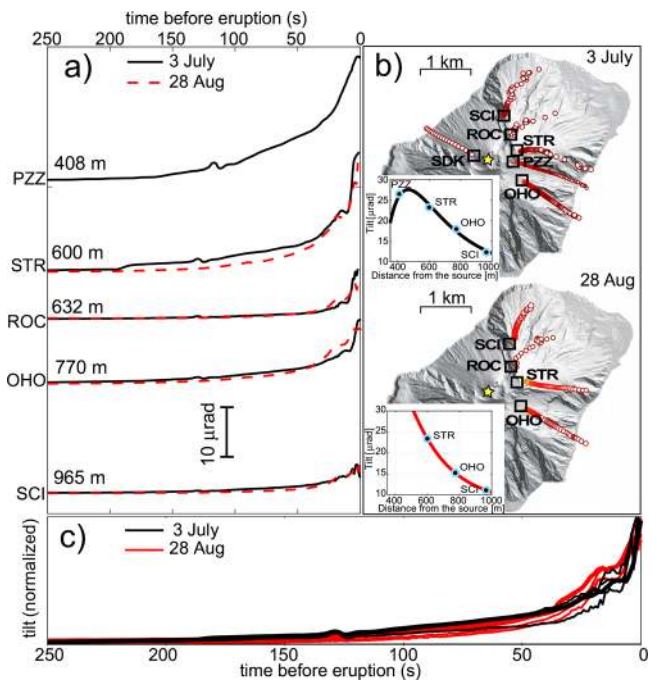 time before eruption (s)
250 200 150 100 50 0
a)
3 July
28 Aug
408 m
PZZ
600 m
STR
632 m
ROC
770 m
OHO
10 μrad
965 m
SCI
b)
3 July
1 km
SCI
ROC
STR
SDK
PZZ
OHO
30
25
20
15
10
Tilt [μrad]
PZZ
STR
OHO
SCI
400 600 800 1000
Distance from the source [m]
28 Aug
1 km
SCI
ROC
STR
OHO
30
25
20
15
10
Tilt [μrad]
STR
OHO
SCI
400 600 800 1000
Distance from the source [m]
c)
3 July
28 Aug
tilt (normalized)
250 200 150 100 50 0
time before eruption (s)